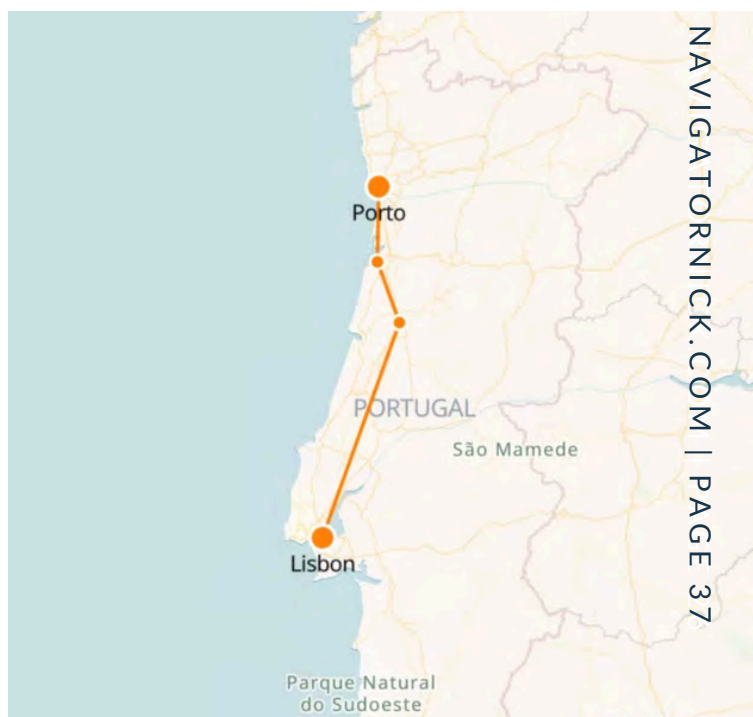 NAVIGATORNICK.COM | PAGE 37
Porto
PORTUGAL
São Mamede
Lisbon
Parque Natural
do Sudoeste